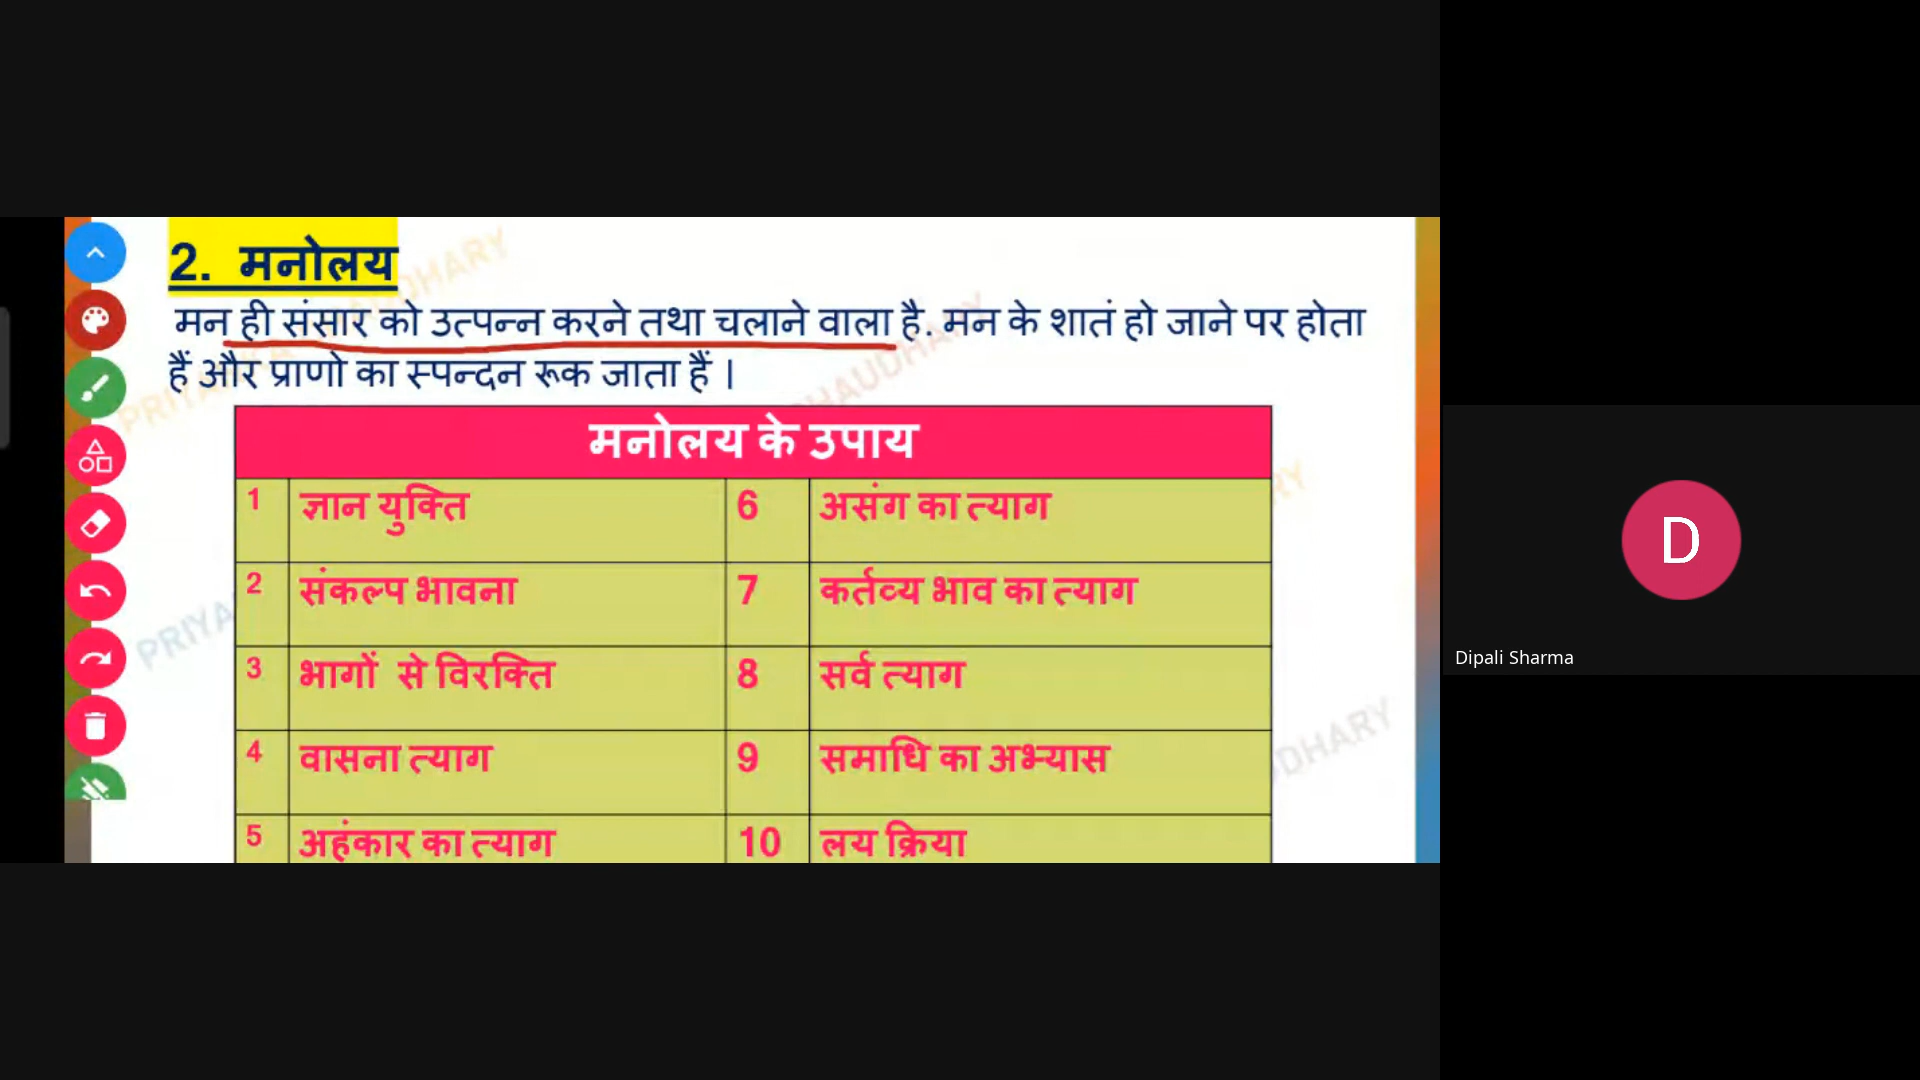 2. मनोलय
मन ही संसार को उत्पन्न करने तथा चलाने वाला है. मन के शातं हो जाने पर होता
हैं और प्राणो का स्पन्दन रूक जाता हैं |
मनोलय के उपाय
1 ज्ञान युक्ति 6 असंग का त्याग
2 संकल्प भावना 7 कर्तव्य भाव का त्याग
3 भागों से विरक्ति 8 सर्व त्याग
4 वासना त्याग 9 समाधि का अभ्यास
5 अहंकार का त्याग 10 लय क्रिया
D
Dipali Sharma